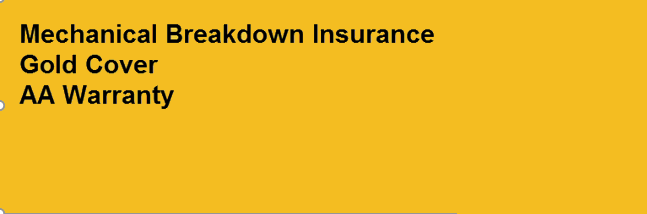 Mechanical Breakdown Insurance
Gold Cover
AA Warranty